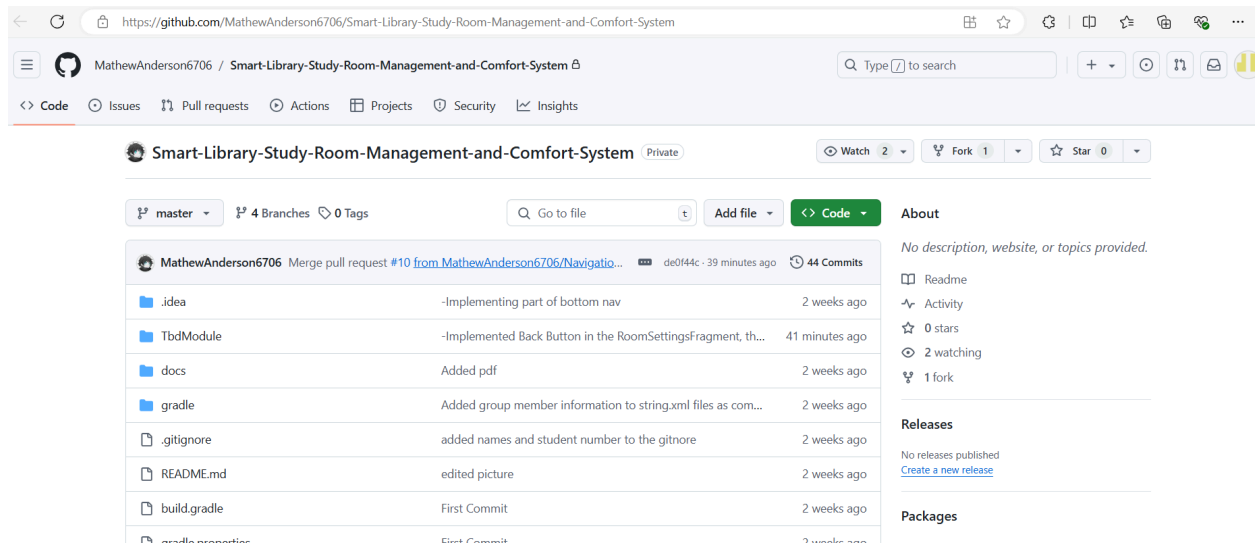 https://github.com/MathewAnderson6706/Smart-Library-Study-Room-Management-and-Comfort-System
MathewAnderson6706 / Smart-Library-Study-Room-Management-and-Comfort-System
Type / to search
<> Code Issues Pull requests Actions Projects Security Insights
Smart-Library-Study-Room-Management-and-Comfort-System Private
Watch 2 Fork 1 Star 0
master 4 Branches 0 Tags Go to file t Add file <> Code
About
No description, website, or topics provided.
MathewAnderson6706 Merge pull request #10 from MathewAnderson6706/Navigatio... de0f44c · 39 minutes ago 44 Commits
Readme
.idea -Implementing part of bottom nav 2 weeks ago
Activity
TbdModule -Implemented Back Button in the RoomSettingsFragment, th... 41 minutes ago
0 stars
2 watching
docs Added pdf 2 weeks ago
1 fork
gradle Added group member information to string.xml files as com... 2 weeks ago
Releases
.gitignore added names and student number to the gitnore 2 weeks ago
No releases published
Create a new release
README.md edited picture 2 weeks ago
build.gradle First Commit 2 weeks ago
Packages
gradle.properties First Commit 2 weeks ago